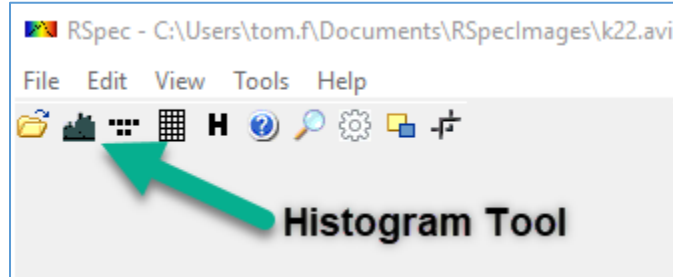 RSpec - C:\Users\tom.f\Documents\RSpecImages\k22.avi
File Edit View Tools Help
H ?
Histogram Tool